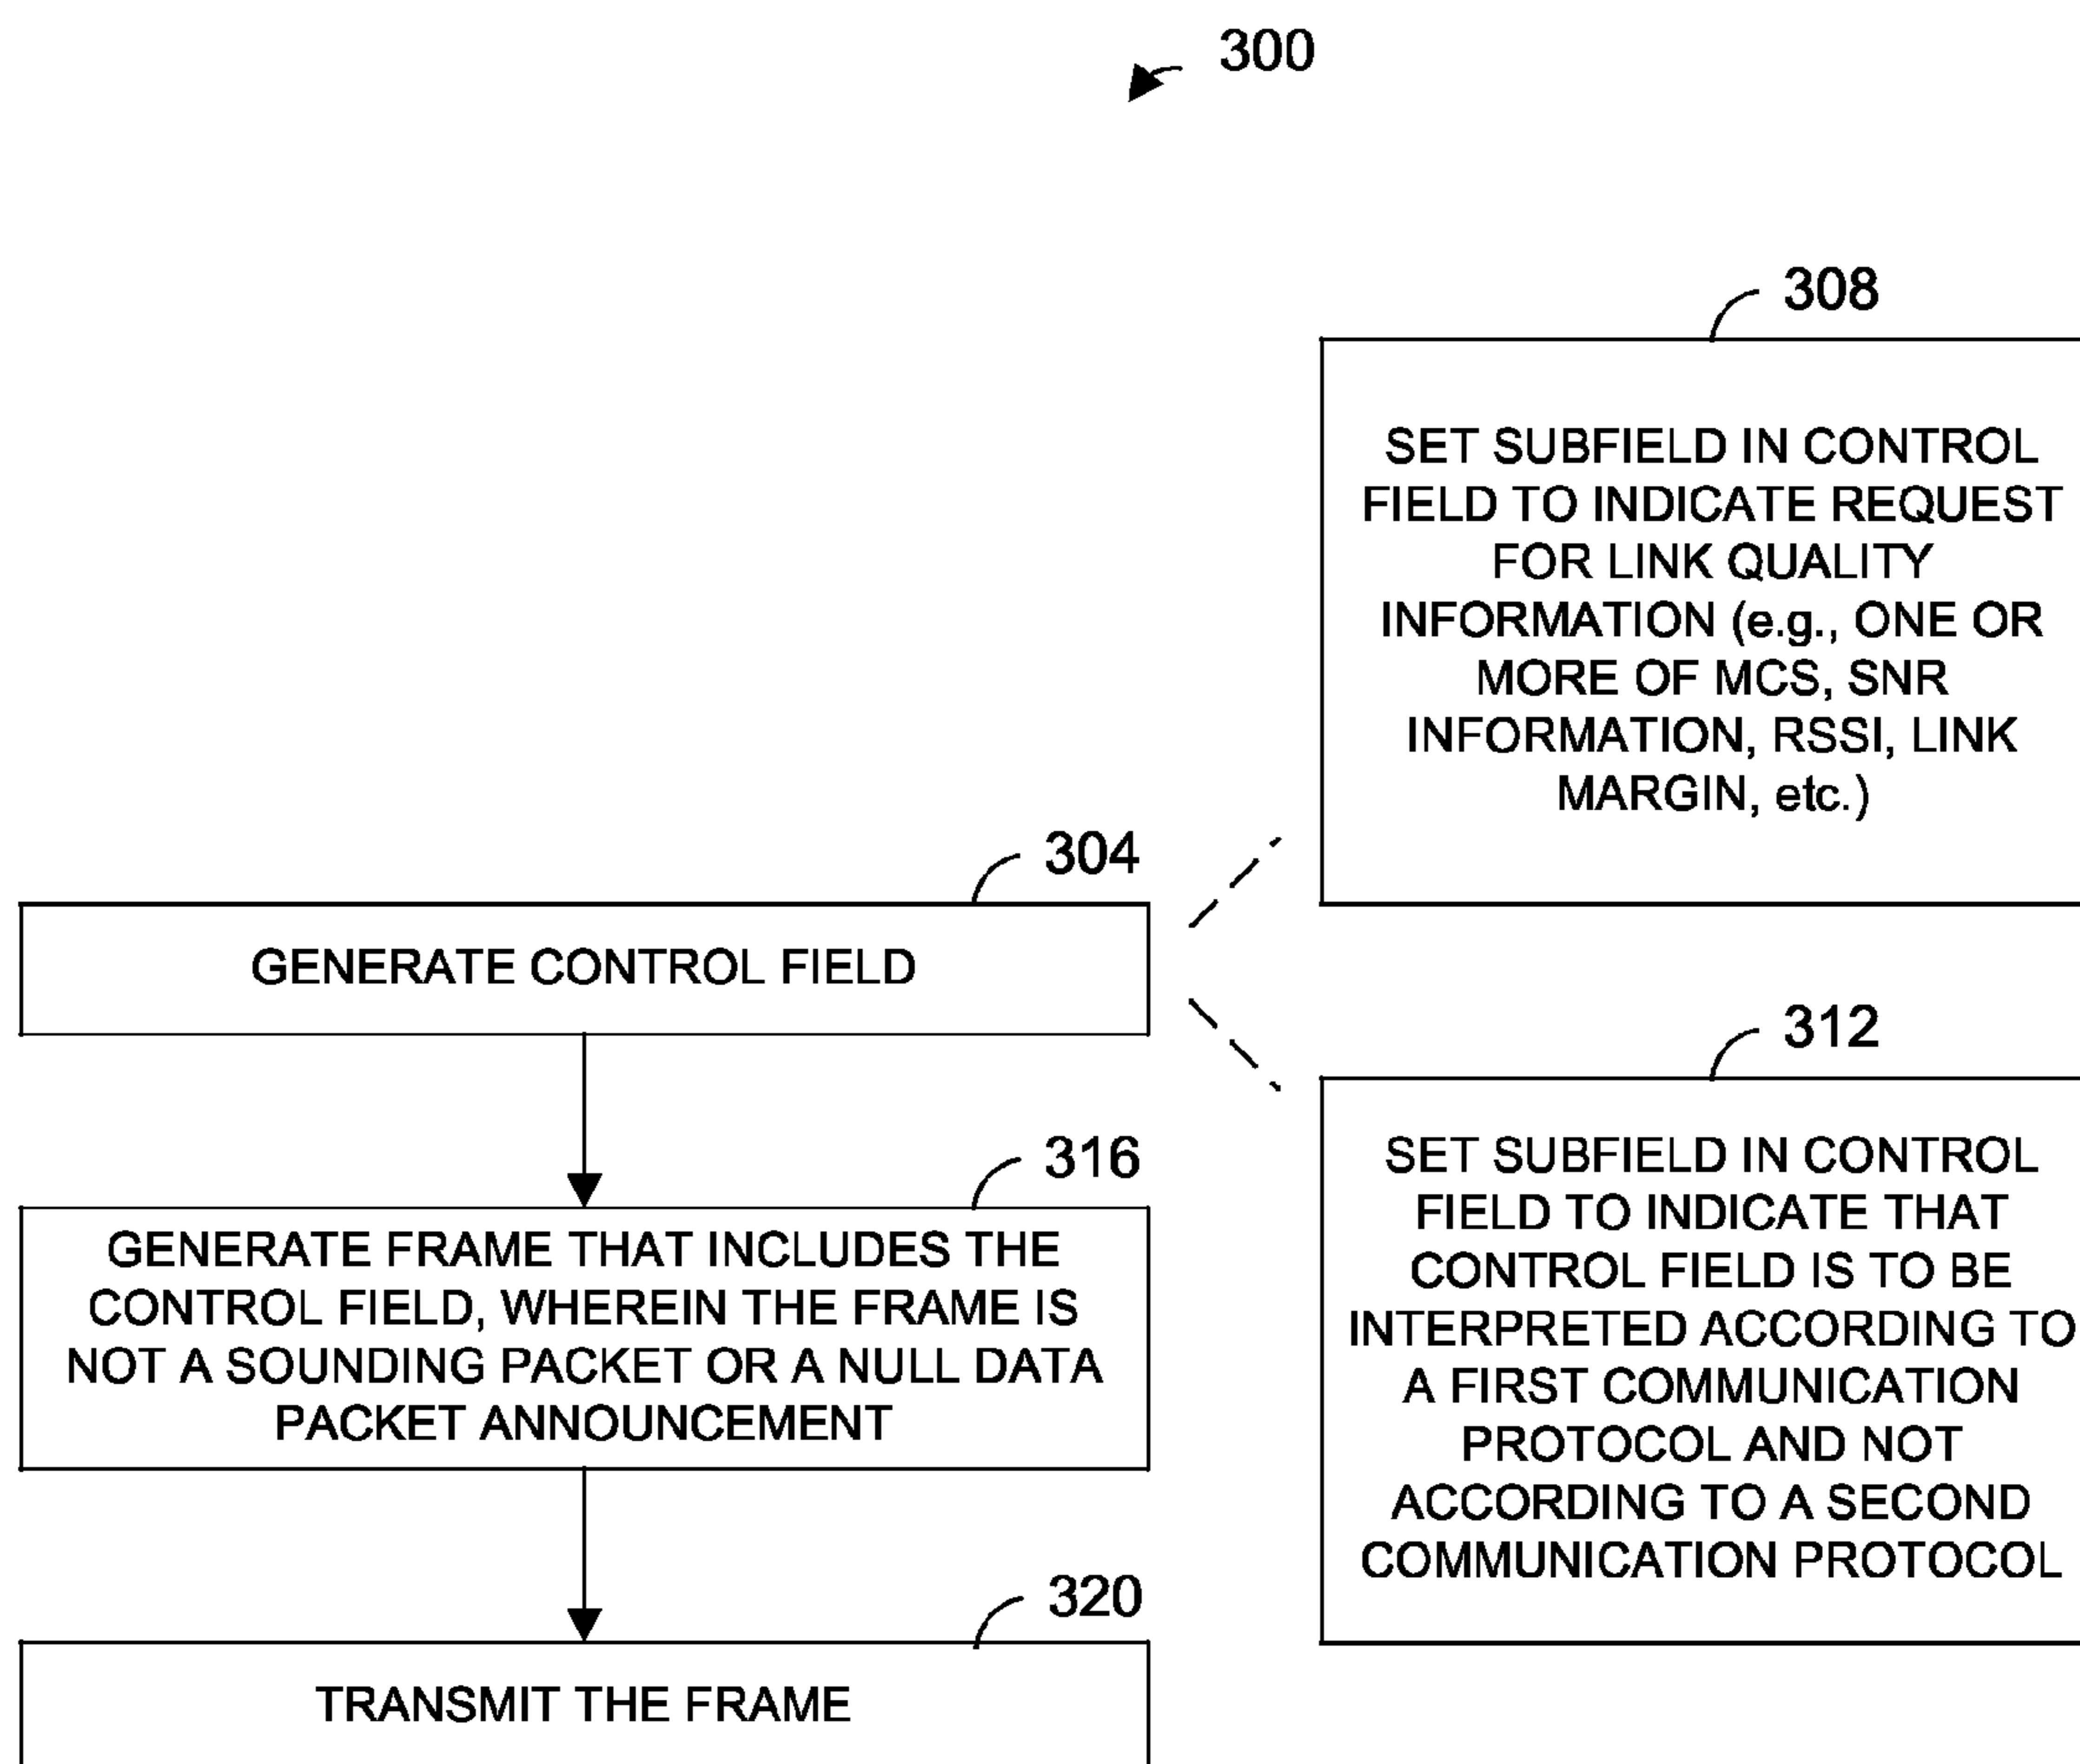 300
308
SET SUBFIELD IN CONTROL
FIELD TO INDICATE REQUEST
FOR LINK QUALITY
INFORMATION (e.g., ONE OR
MORE OF MCS, SNR
INFORMATION, RSSI, LINK
MARGIN, etc.)
304
GENERATE CONTROL FIELD
312
SET SUBFIELD IN CONTROL
FIELD TO INDICATE THAT
CONTROL FIELD IS TO BE
INTERPRETED ACCORDING TO
A FIRST COMMUNICATION
PROTOCOL AND NOT
ACCORDING TO A SECOND
COMMUNICATION PROTOCOL
316
GENERATE FRAME THAT INCLUDES THE
CONTROL FIELD, WHEREIN THE FRAME IS
NOT A SOUNDING PACKET OR A NULL DATA
PACKET ANNOUNCEMENT
320
TRANSMIT THE FRAME